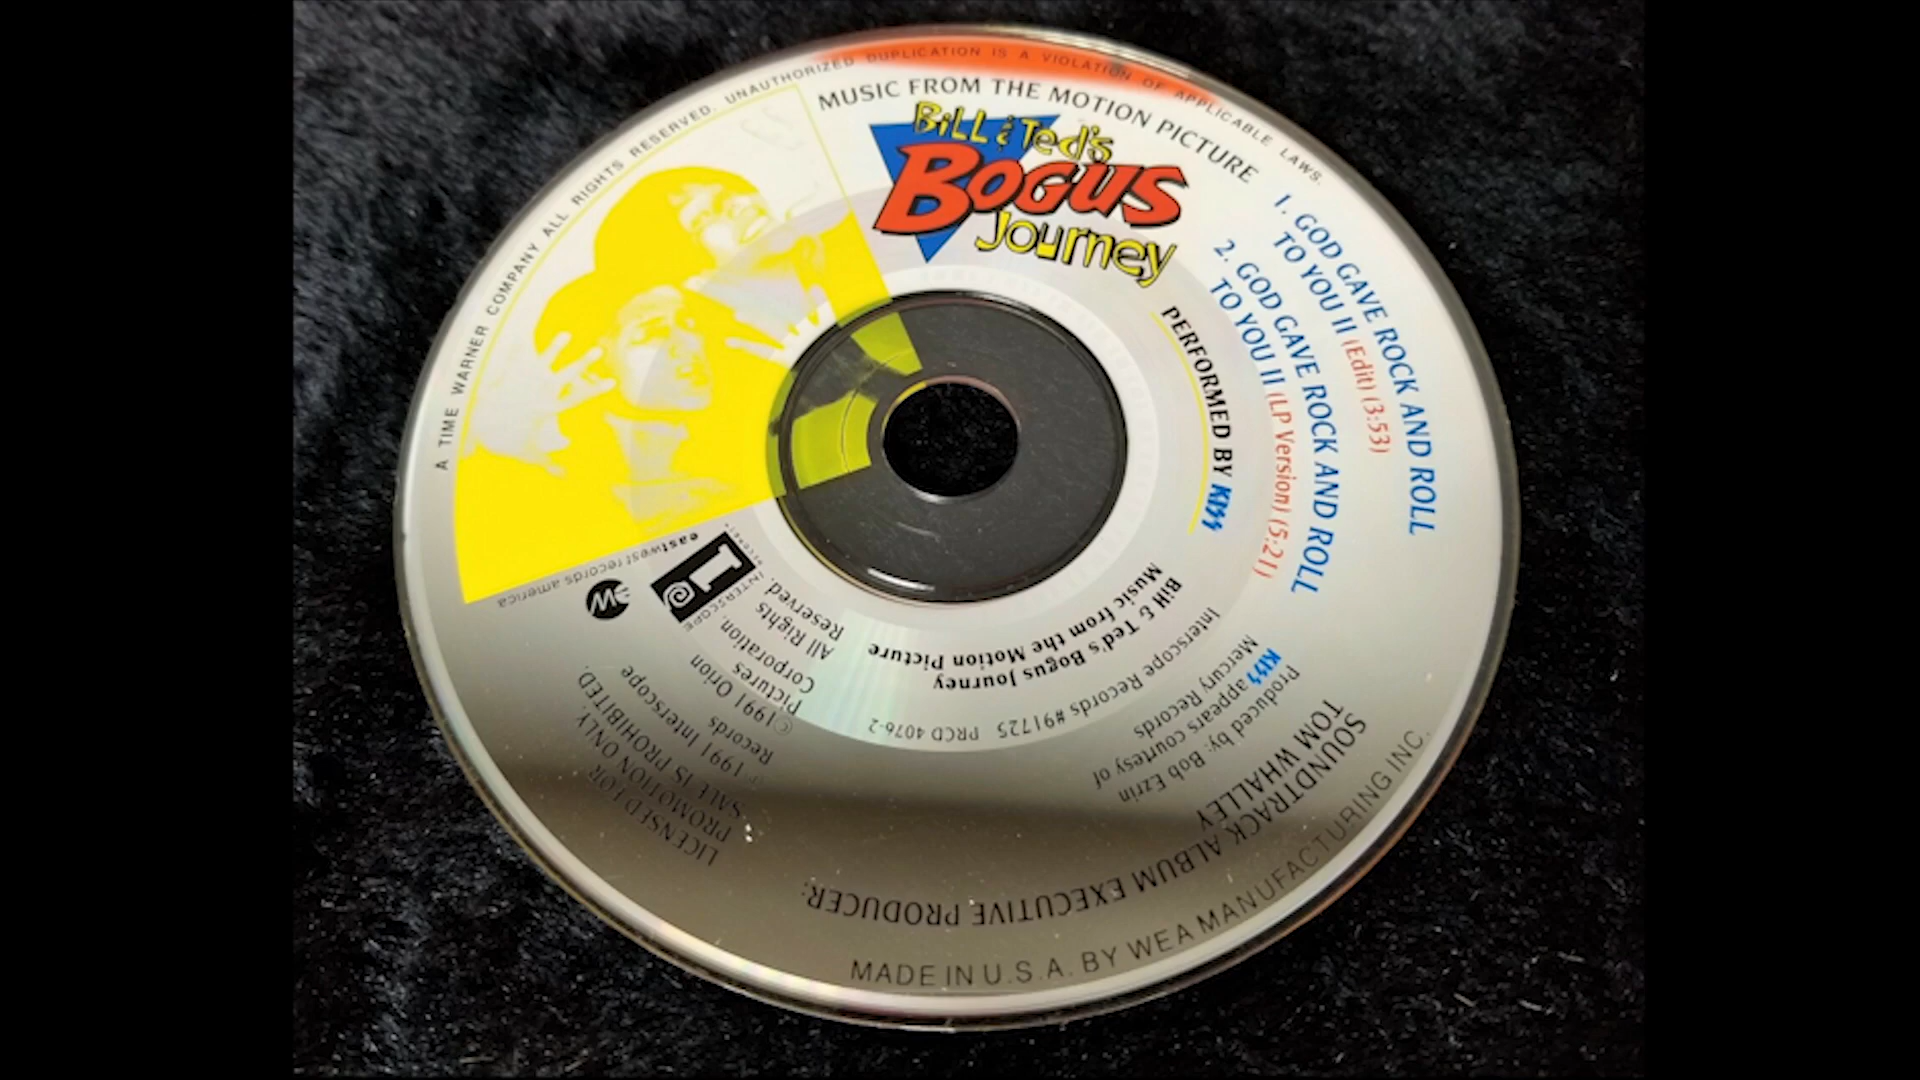 A TIME WARNER COMPANY ALL RIGHTS RESERVED. UNAUTHORIZED DUPLICATION IS A VIOLATION OF APPLICABLE LAWS.
MUSIC FROM THE MOTION PICTURE
BiLL & Ted's
BOGUS
Journey
1. GOD GAVE ROCK AND ROLL
TO YOU II (Edit) (3:53)
2. GOD GAVE ROCK AND ROLL
TO YOU II (LP Version) (5:21)
PERFORMED BY KISS
eastwest records america
INTERSCOPE RECORDS
Bill & Ted's Bogus Journey
Music from the Motion Picture
Interscope Records #91725 PRCD 4076-2
KISS appears courtesy of
Mercury Records
Produced by: Bob Ezrin
SOUNDTRACK ALBUM EXECUTIVE PRODUCER:
TOM WHALLEY
©1991 Orion
Pictures
Corporation.
All Rights
Reserved.
1991 Interscope
Records
LICENSED FOR
PROMOTION ONLY.
SALE IS PROHIBITED.
MADE IN U.S.A. BY WEA MANUFACTURING INC.